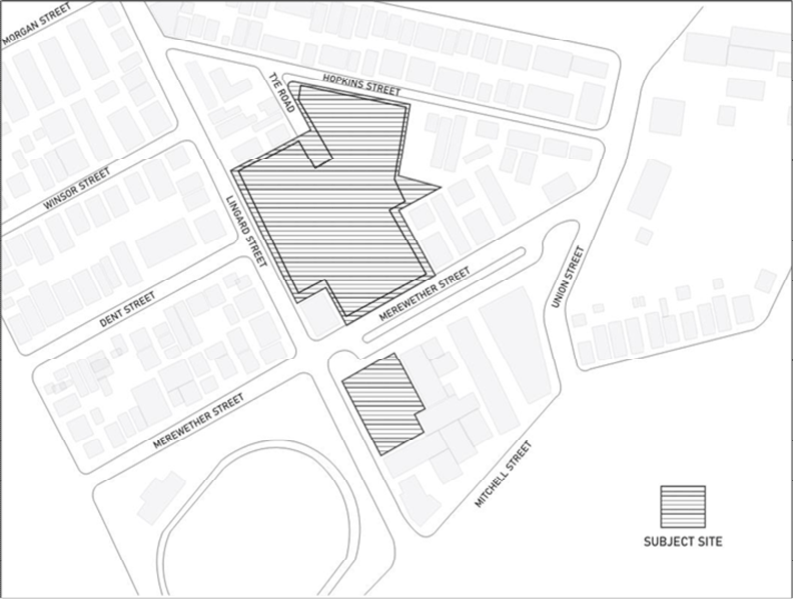 MORGAN STREET
HOPKINS STREET
TYE ROAD
WINSOR STREET
LINGARD STREET
DENT STREET
MEREWETHER STREET
UNION STREET
MEREWETHER STREET
MITCHELL STREET
SUBJECT SITE